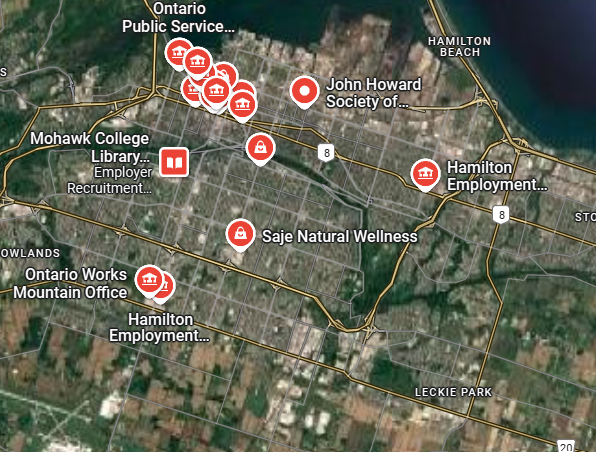 Ontario
Public Service...
HAMILTON
BEACH
S
John Howard
Society of...
Mohawk College
Library...
Employer
Recruitment...
8
Hamilton
Employment...
8
STO
Saje Natural Wellness
OWLANDS
Ontario Works
Mountain Office
Hamilton
Employment...
LECKIE PARK
20